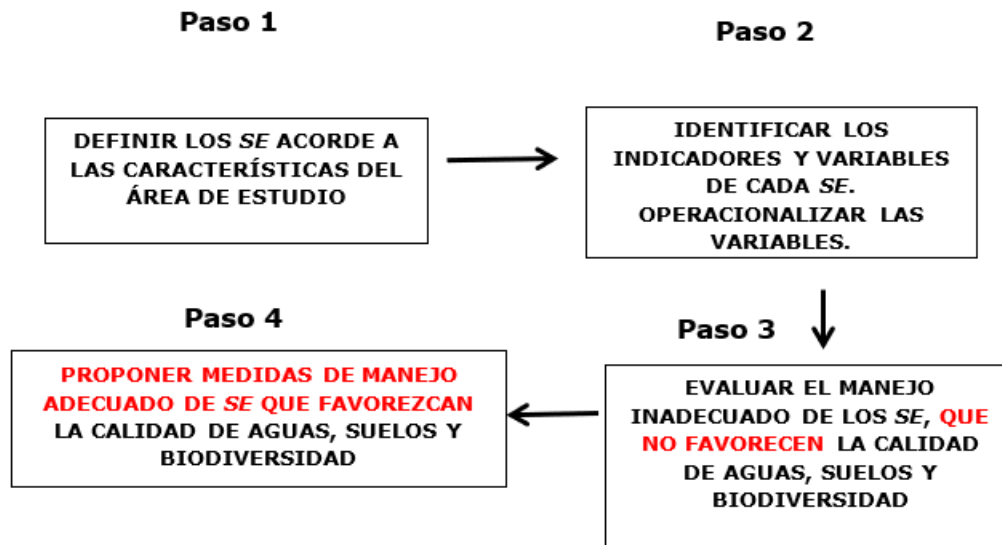 Paso 1
DEFINIR LOS SE ACORDE A
LAS CARACTERÍSTICAS DEL
ÁREA DE ESTUDIO
Paso 2
IDENTIFICAR LOS
INDICADORES Y VARIABLES
DE CADA SE.
OPERACIONALIZAR LAS
VARIABLES.
Paso 3
EVALUAR EL MANEJO
INADECUADO DE LOS SE, QUE
NO FAVORECEN LA CALIDAD
DE AGUAS, SUELOS Y
BIODIVERSIDAD
Paso 4
PROPONER MEDIDAS DE MANEJO
ADECUADO DE SE QUE FAVOREZCAN
LA CALIDAD DE AGUAS, SUELOS Y
BIODIVERSIDAD